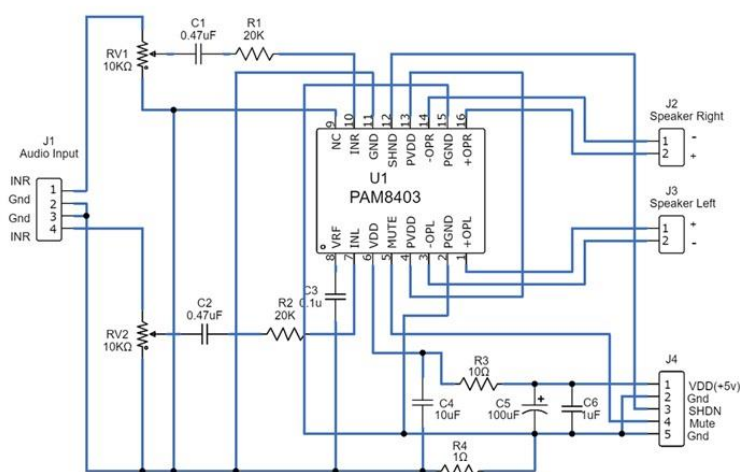 C1
0.47uF
R1
20K
RV1
10KΩ
J1
Audio Input
INR
Gnd
Gnd
INR
1
2
3
4
9
10
11
12
13
14
15
16
NC
INR
GND
SHND
PVDD
-OPR
PGND
+OPR
U1
PAM8403
VRF
INL
VDD
MUTE
PVDD
-OPL
PGND
+OPL
8
7
6
5
4
3
2
1
J2
Speaker Right
1
2
-
+
J3
Speaker Left
1
2
+
-
C3
0.1u
C2
0.47uF
R2
20K
RV2
10KΩ
R3
10Ω
C4
10uF
C5
100uF
+
C6
1uF
R4
1Ω
J4
1
2
3
4
5
VDD(+5v)
Gnd
SHDN
Mute
Gnd